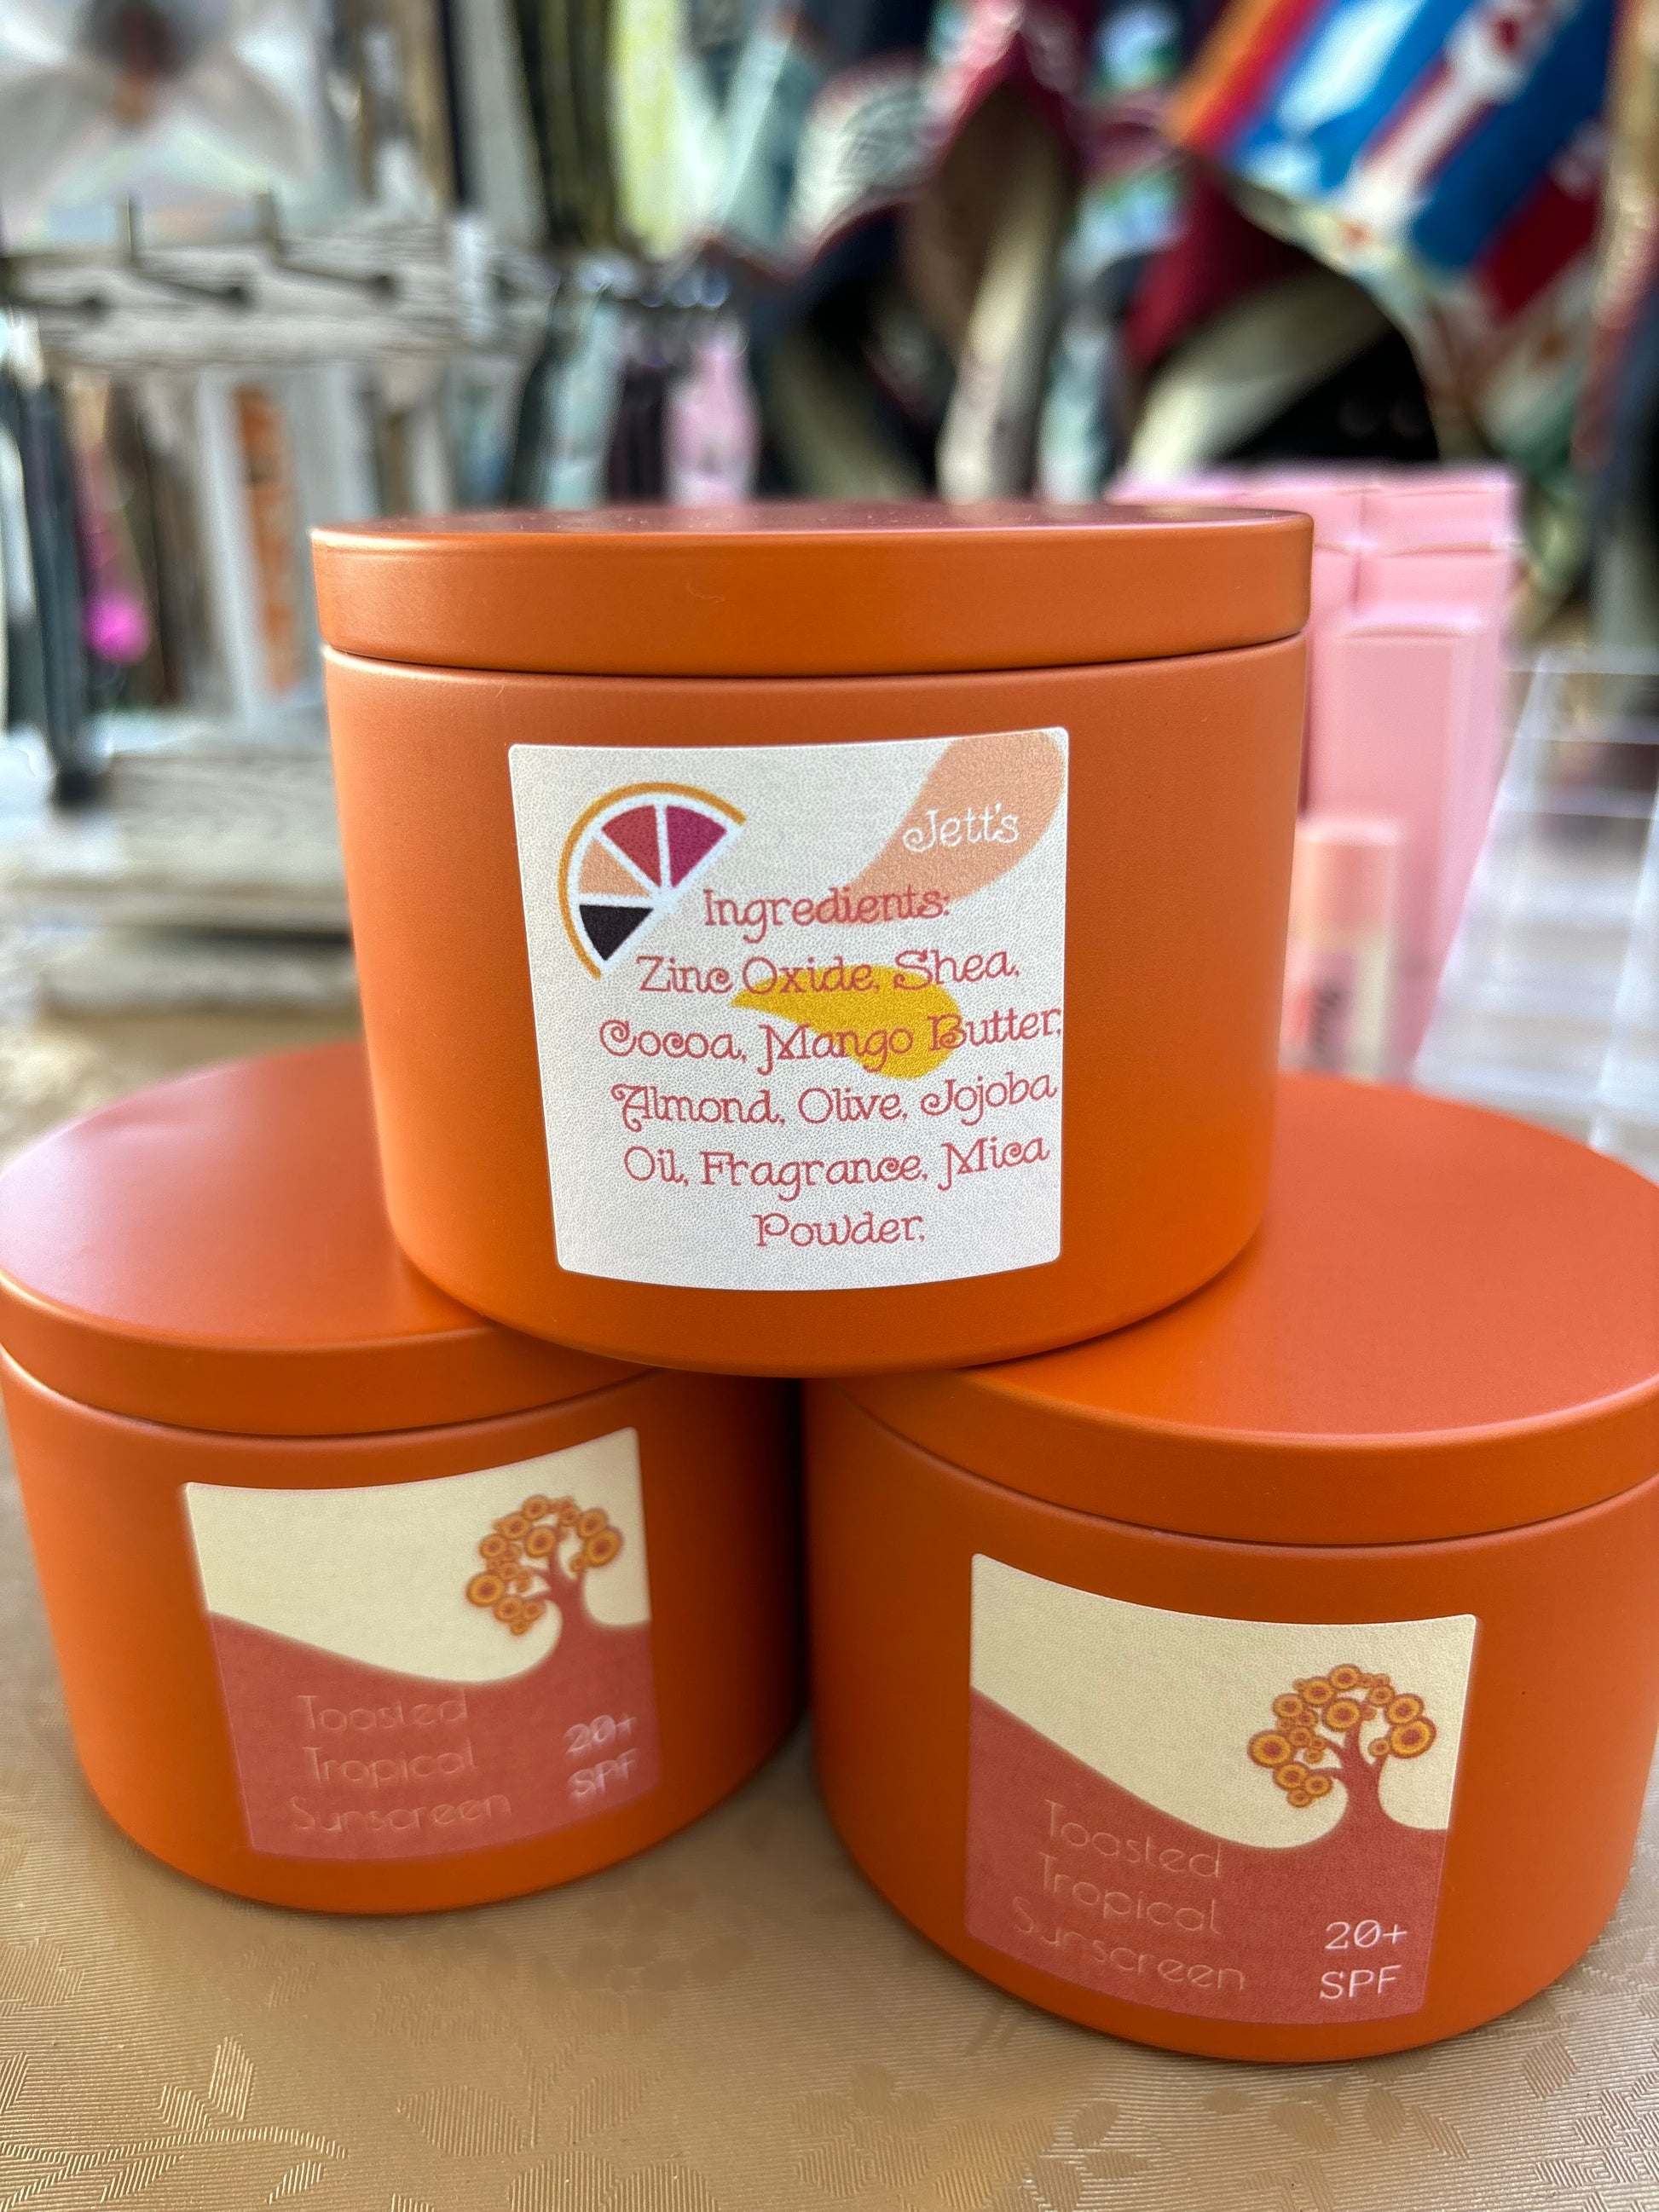 Jett's
Ingredients:
Zinc Oxide, Shea,
Cocoa, Mango Butter,
Almond, Olive, Jojoba
Oil, Fragrance, Mica
Powder,
Toasted
Tropical
Sunscreen
20+
SPF
Toasted
Tropical
Sunscreen
20+
SPF